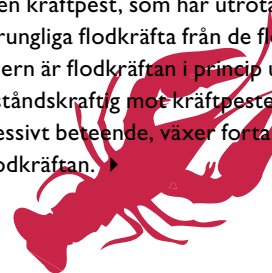 en kräftpest, som har utrota
rungliga flodkräfta från de fl
ern är flodkräftan i princip u
ståndskraftig mot kräftpeste
essivt beteende, växer forta
odkräftan.